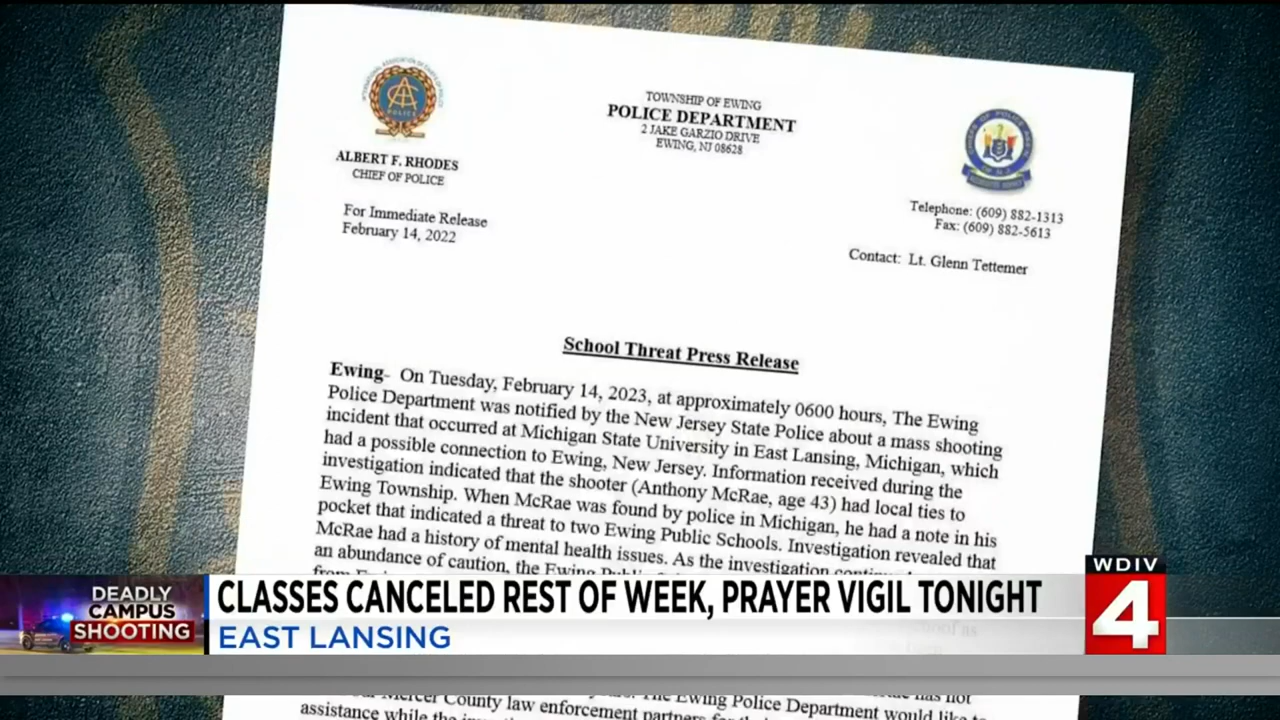 TOWNSHIP OF EWING
POLICE DEPARTMENT
2 JAKE GARZIO DRIVE
EWING, NJ 08628
POLICE
ALBERT F. RHODES
CHIEF OF POLICE
For Immediate Release
February 14, 2022
Telephone: (609) 882-1313
Fax: (609) 882-5613
Contact: Lt. Glenn Tettemer
School Threat Press Release
Ewing- On Tuesday, February 14, 2023, at approximately 0600 hours, The Ewing
Police Department was notified by the New Jersey State Police about a mass shooting
incident that occurred at Michigan State University in East Lansing, Michigan, which
had a possible connection to Ewing, New Jersey. Information received during the
investigation indicated that the shooter (Anthony McRae, age 43) had local ties to
Ewing Township. When McRae was found by police in Michigan, he had a note in his
pocket that indicated a threat to two Ewing Public Schools. Investigation revealed that
McRae had a history of mental health issues. As the investigation
an abundance of caution, the Ewing
DEADLY
CAMPUS
SHOOTING
CLASSES CANCELED REST OF WEEK, PRAYER VIGIL TONIGHT
EAST LANSING
WDIV
4
Mercer County law enforcement partners for
The Ewing Police Department would like to
assistance while the